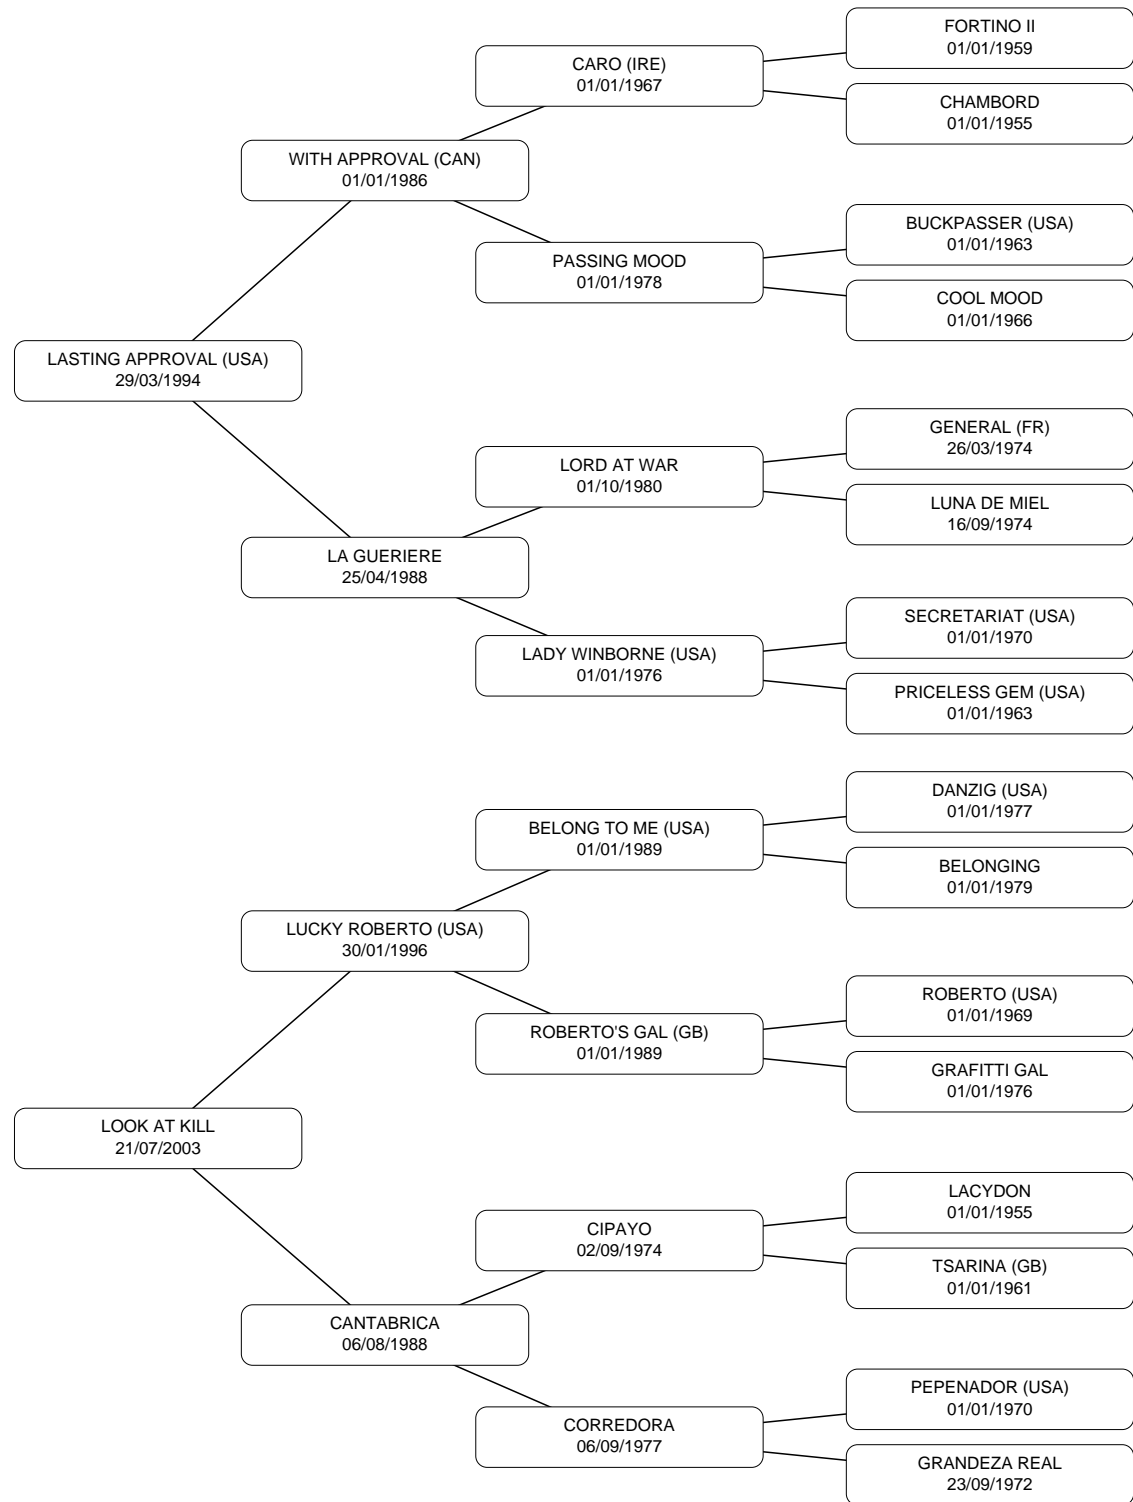 FORTINO II
01/01/1959
CARO (IRE)
01/01/1967
CHAMBORD
01/01/1955
WITH APPROVAL (CAN)
01/01/1986
BUCKPASSER (USA)
01/01/1963
PASSING MOOD
01/01/1978
COOL MOOD
01/01/1966
LASTING APPROVAL (USA)
29/03/1994
GENERAL (FR)
26/03/1974
LORD AT WAR
01/10/1980
LUNA DE MIEL
16/09/1974
LA GUERIERE
25/04/1988
SECRETARIAT (USA)
01/01/1970
LADY WINBORNE (USA)
01/01/1976
PRICELESS GEM (USA)
01/01/1963
DANZIG (USA)
01/01/1977
BELONG TO ME (USA)
01/01/1989
BELONGING
01/01/1979
LUCKY ROBERTO (USA)
30/01/1996
ROBERTO (USA)
01/01/1969
ROBERTO'S GAL (GB)
01/01/1989
GRAFITTI GAL
01/01/1976
LOOK AT KILL
21/07/2003
LACYDON
01/01/1955
CIPAYO
02/09/1974
TSARINA (GB)
01/01/1961
CANTABRICA
06/08/1988
PEPENADOR (USA)
01/01/1970
CORREDORA
06/09/1977
GRANDEZA REAL
23/09/1972